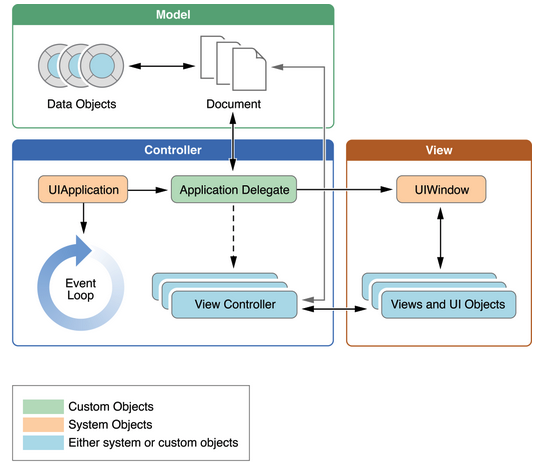 Model
Data Objects
Document
Controller
View
UIApplication
Application Delegate
UIWindow
Event
Loop
View Controller
Views and UI Objects
Custom Objects
System Objects
Either system or custom objects